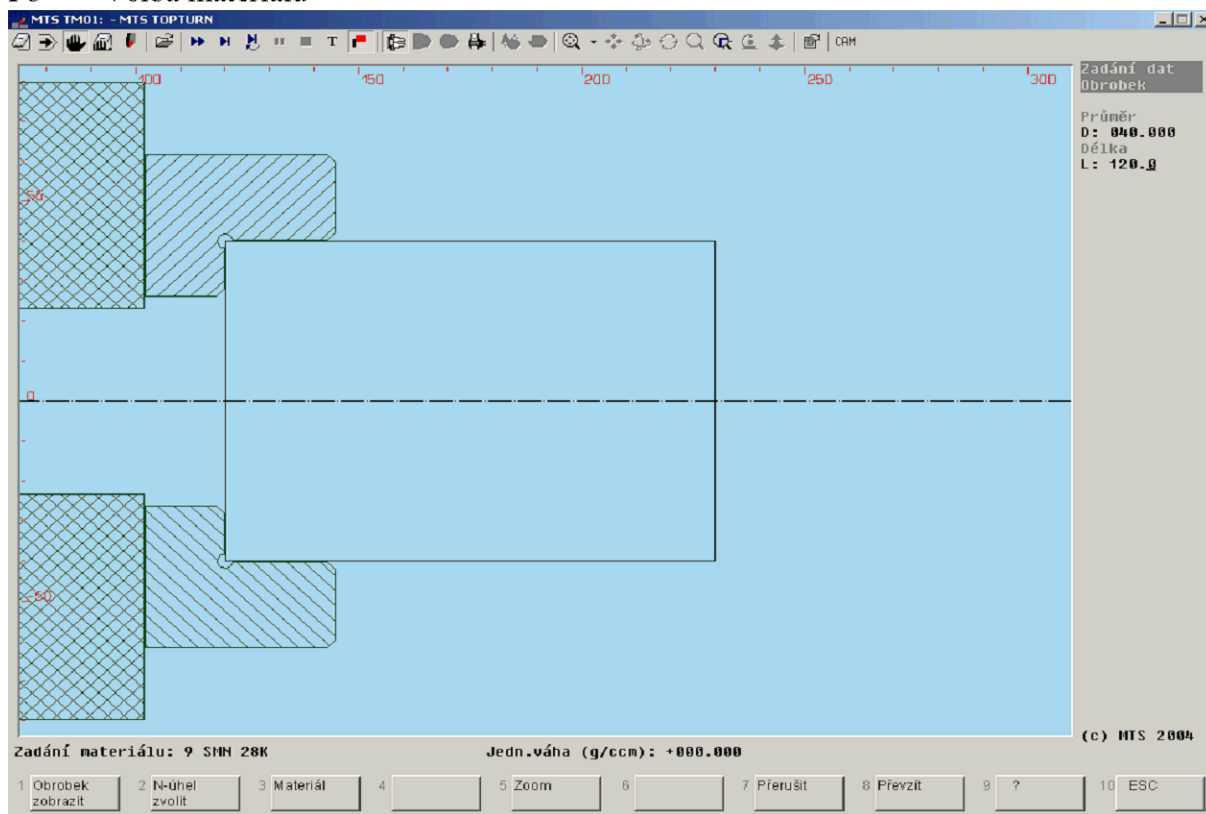 MTS TM01: - MTS TOPTURN
T CAM
100 150 200 250 300
50
0
-50
Zadání dat
Obrobek
Průměr
D: 040.000
Délka
L: 120.0
(c) MTS 2004
Zadání materiálu: 9 SMN 28K Jedn.váha (g/ccm): +000.000
1 Obrobek zobrazit 2 N-úhel zvolit 3 Materiál 4 5 Zoom 6 7 Přerušit 8 Převzít 9 ? 10 ESC